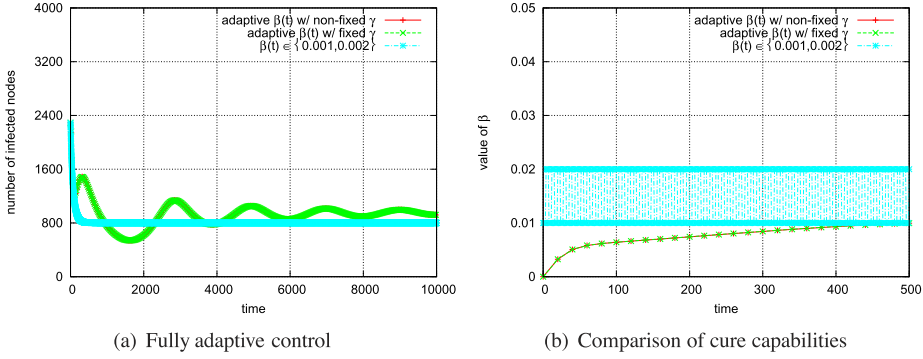 4000
3200
2400
1600
800
0
number of infected nodes
adaptive β(t) w/ non-fixed γ
adaptive β(t) w/ fixed γ
β(t) ∈ {0.001,0.002}
0 2000 4000 6000 8000 10000
time
(a) Fully adaptive control
0.05
0.04
0.03
0.02
0.01
0
value of β
adaptive β(t) w/ non-fixed γ
adaptive β(t) w/ fixed γ
β(t) ∈ {0.001,0.002}
0 100 200 300 400 500
time
(b) Comparison of cure capabilities